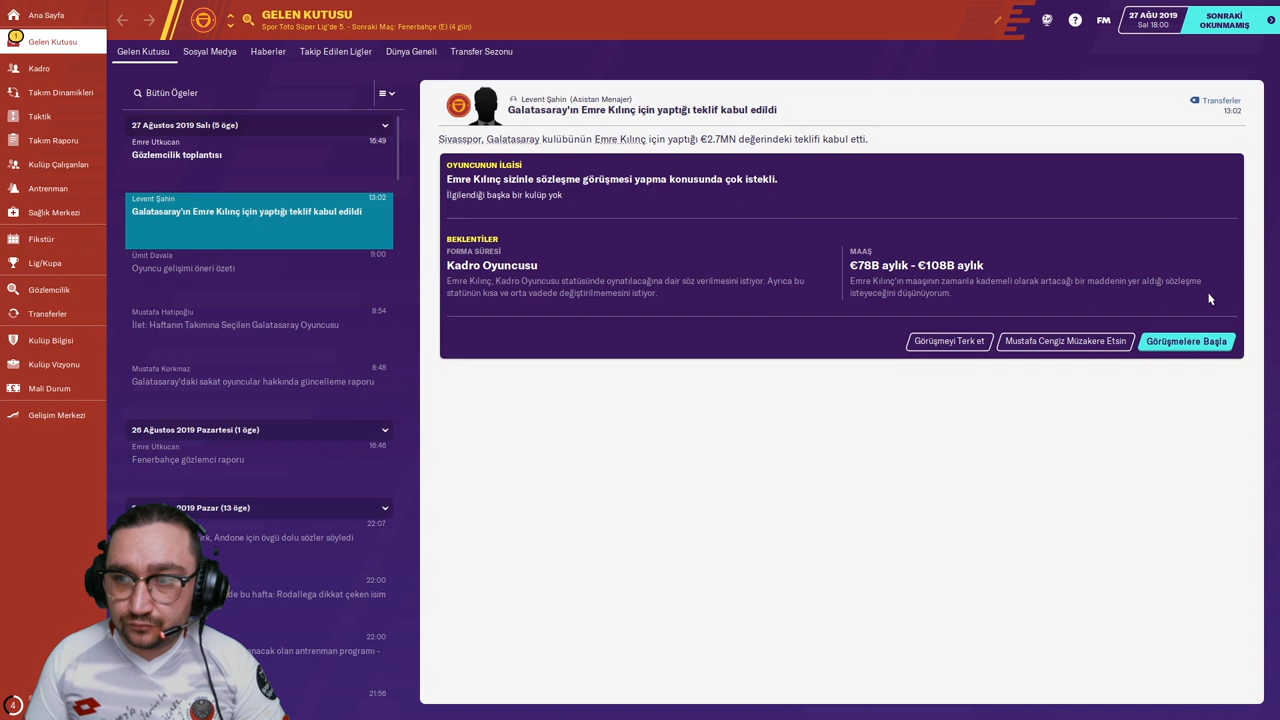 Ana Sayfa
1
Gelen Kutusu
Kadro
Takım Dinamikleri
Taktik
Takım Raporu
Kulüp Çalışanları
Antrenman
Sağlık Merkezi
Fikstür
Lig/Kupa
Gözlemcilik
Transferler
Kulüp Bilgisi
Kulüp Vizyonu
Mali Durum
Gelişim Merkezi
4
GELEN KUTUSU
Spor Toto Süper Lig'de 5. - Sonraki Maç: Fenerbahçe (E) (4 gün)
FM
27 AĞU 2019
Sal 18:00
SONRAKİ
OKUNMAMIŞ
Gelen Kutusu Sosyal Medya Haberler Takip Edilen Ligler Dünya Geneli Transfer Sezonu
Bütün Ögeler
27 Ağustos 2019 Salı (5 öge)
Emre Utkucan 16:49
Gözlemcilik toplantısı
Levent Şahin 13:02
Galatasaray'ın Emre Kılınç için yaptığı teklif kabul edildi
Ümit Davala 9:00
Oyuncu gelişimi öneri özeti
Mustafa Hatipoğlu 8:54
İlet: Haftanın Takımına Seçilen Galatasaray Oyuncusu
Mustafa Korkmaz 8:48
Galatasaray'daki sakat oyuncular hakkında güncelleme raporu
26 Ağustos 2019 Pazartesi (1 öge)
Emre Utkucan 16:46
Fenerbahçe gözlemci raporu
2019 Pazar (13 öge)
22:07
Andone için övgü dolu sözler söyledi
22:00
de bu hafta: Rodallega dikkat çeken isim
22:00
olan antrenman programı -
21:56
Levent Şahin (Asistan Menajer)
Galatasaray'ın Emre Kılınç için yaptığı teklif kabul edildi
Transferler
13:02
Sivasspor, Galatasaray kulübünün Emre Kılınç için yaptığı €2.7MN değerindeki teklifi kabul etti.
OYUNCUNUN İLGİSİ
Emre Kılınç sizinle sözleşme görüşmesi yapma konusunda çok istekli.
İlgilendiği başka bir kulüp yok
BEKLENTİLER
FORMA SÜRESİ
Kadro Oyuncusu
Emre Kılınç, Kadro Oyuncusu statüsünde oynatılacağına dair söz verilmesini istiyor. Ayrıca bu
statünün kısa ve orta vadede değiştirilmemesini istiyor.
MAAŞ
€78B aylık - €108B aylık
Emre Kılınç'ın maaşının zamanla kademeli olarak artacağı bir maddenin yer aldığı sözleşme
isteyeceğini düşünüyorum.
Görüşmeyi Terk et
Mustafa Cengiz Müzakere Etsin
Görüşmelere Başla